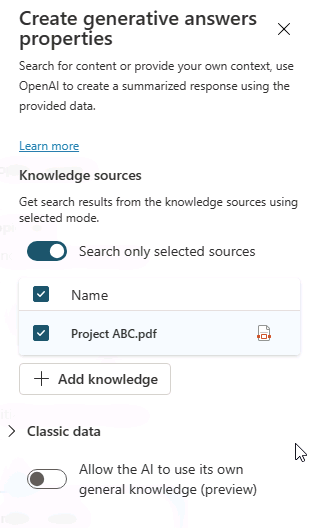 Create generative answers
properties
Search for content or provide your own context, use
OpenAI to create a summarized response using the
provided data.
Learn more
Knowledge sources
Get search results from the knowledge sources using
selected mode.
Search only selected sources
Name
Project ABC.pdf
Add knowledge
Classic data
Allow the AI to use its own
general knowledge (preview)